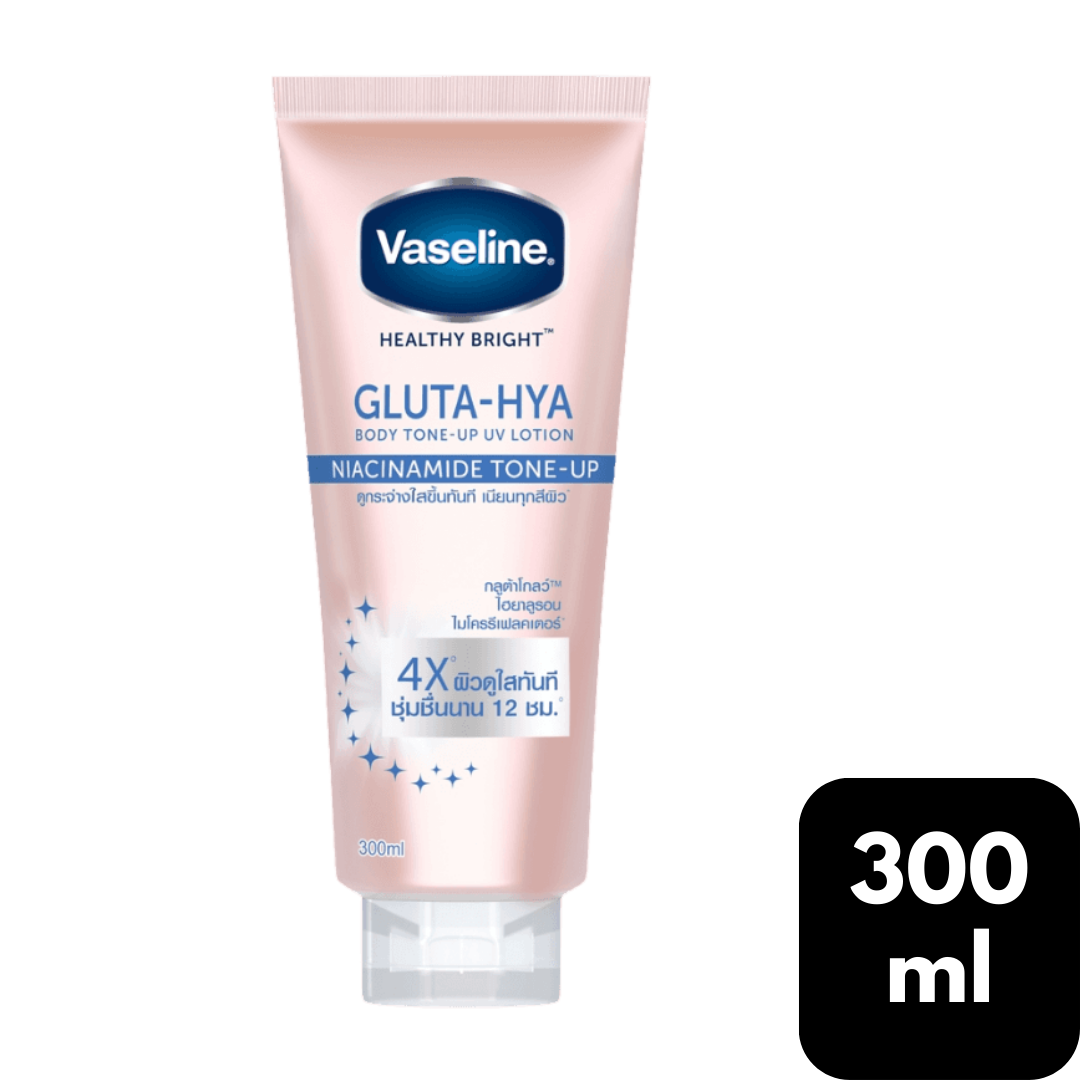 Vaseline®
HEALTHY BRIGHT™
GLUTA-HYA
BODY TONE-UP UV LOTION
NIACINAMIDE TONE-UP
ดูกระจ่างใสขึ้นทันที เนียนทุกสีผิว°
กลูต้าโกลว์™
ไฮยาลูรอน
ไมโครรีเฟลคเตอร์°
4X° ผิวดูใสทันที
ชุ่มชื่นนาน 12 ชม.°
300ml
300
ml